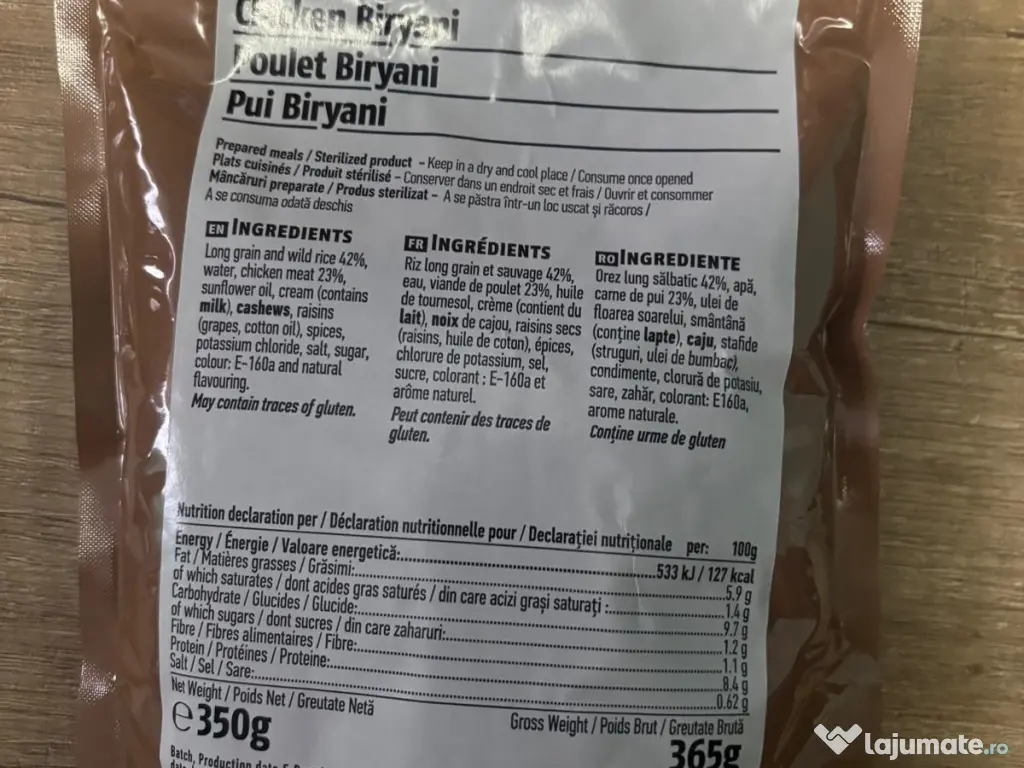 Chicken Biryani
Poulet Biryani
Pui Biryani
Prepared meals / Sterilized product - Keep in a dry and cool place / Consume once opened
Plats cuisinés / Produit stérilisé - Conserver dans un endroit sec et frais / Ouvrir et consommer
Mâncăruri preparate / Produs sterilizat - A se păstra într-un loc uscat și răcoros /
A se consuma odată deschis
EN INGREDIENTS
Long grain and wild rice 42%,
water, chicken meat 23%,
sunflower oil, cream (contains
milk), cashews, raisins
(grapes, cotton oil), spices,
potassium chloride, salt, sugar,
colour: E-160a and natural
flavouring.
May contain traces of gluten.
FR INGRÉDIENTS
Riz long grain et sauvage 42%,
eau, viande de poulet 23%, huile
de tournesol, crème (contient du
lait), noix de cajou, raisins secs
(raisins, huile de coton), épices,
chlorure de potassium, sel,
sucre, colorant : E-160a et
arôme naturel.
Peut contenir des traces de
gluten.
RO INGREDIENTE
Orez lung sălbatic 42%, apă,
carne de pui 23%, ulei de
floarea soarelui, smântână
(conține lapte), caju, stafide
(struguri, ulei de bumbac),
condimente, clorură de potasiu,
sare, zahăr, colorant: E160a,
arome naturale.
Conține urme de gluten
Nutrition declaration per / Déclaration nutritionnelle pour / Declarației nutriționale per: 100g
Energy / Énergie / Valoare energetică:.....533 kJ / 127 kcal
Fat / Matières grasses / Grăsimi:.....5.9 g
of which saturates / dont acides gras saturés / din care acizi grași saturați :.....1.4 g
Carbohydrate / Glucides / Glucide:.....9.7 g
of which sugars / dont sucres / din care zaharuri:.....1.2 g
Fibre / Fibres alimentaires / Fibre:.....1.1 g
Protein / Protéines / Proteine:.....8.4 g
Salt / Sel / Sare:.....0.62 g
Net Weight / Poids Net / Greutate Netă
e350g
Gross Weight / Poids Brut / Greutate Brută
365g
Batch, Production date
lajumate.ro